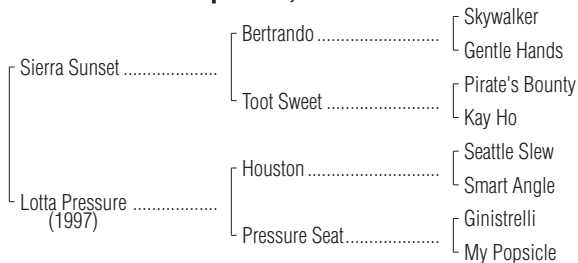 Skywalker
Bertrando
Gentle Hands
Sierra Sunset
Pirate's Bounty
Toot Sweet
Kay Ho
Seattle Slew
Houston
Smart Angle
Lotta Pressure
(1997)
Ginistrelli
Pressure Seat
My Popsicle